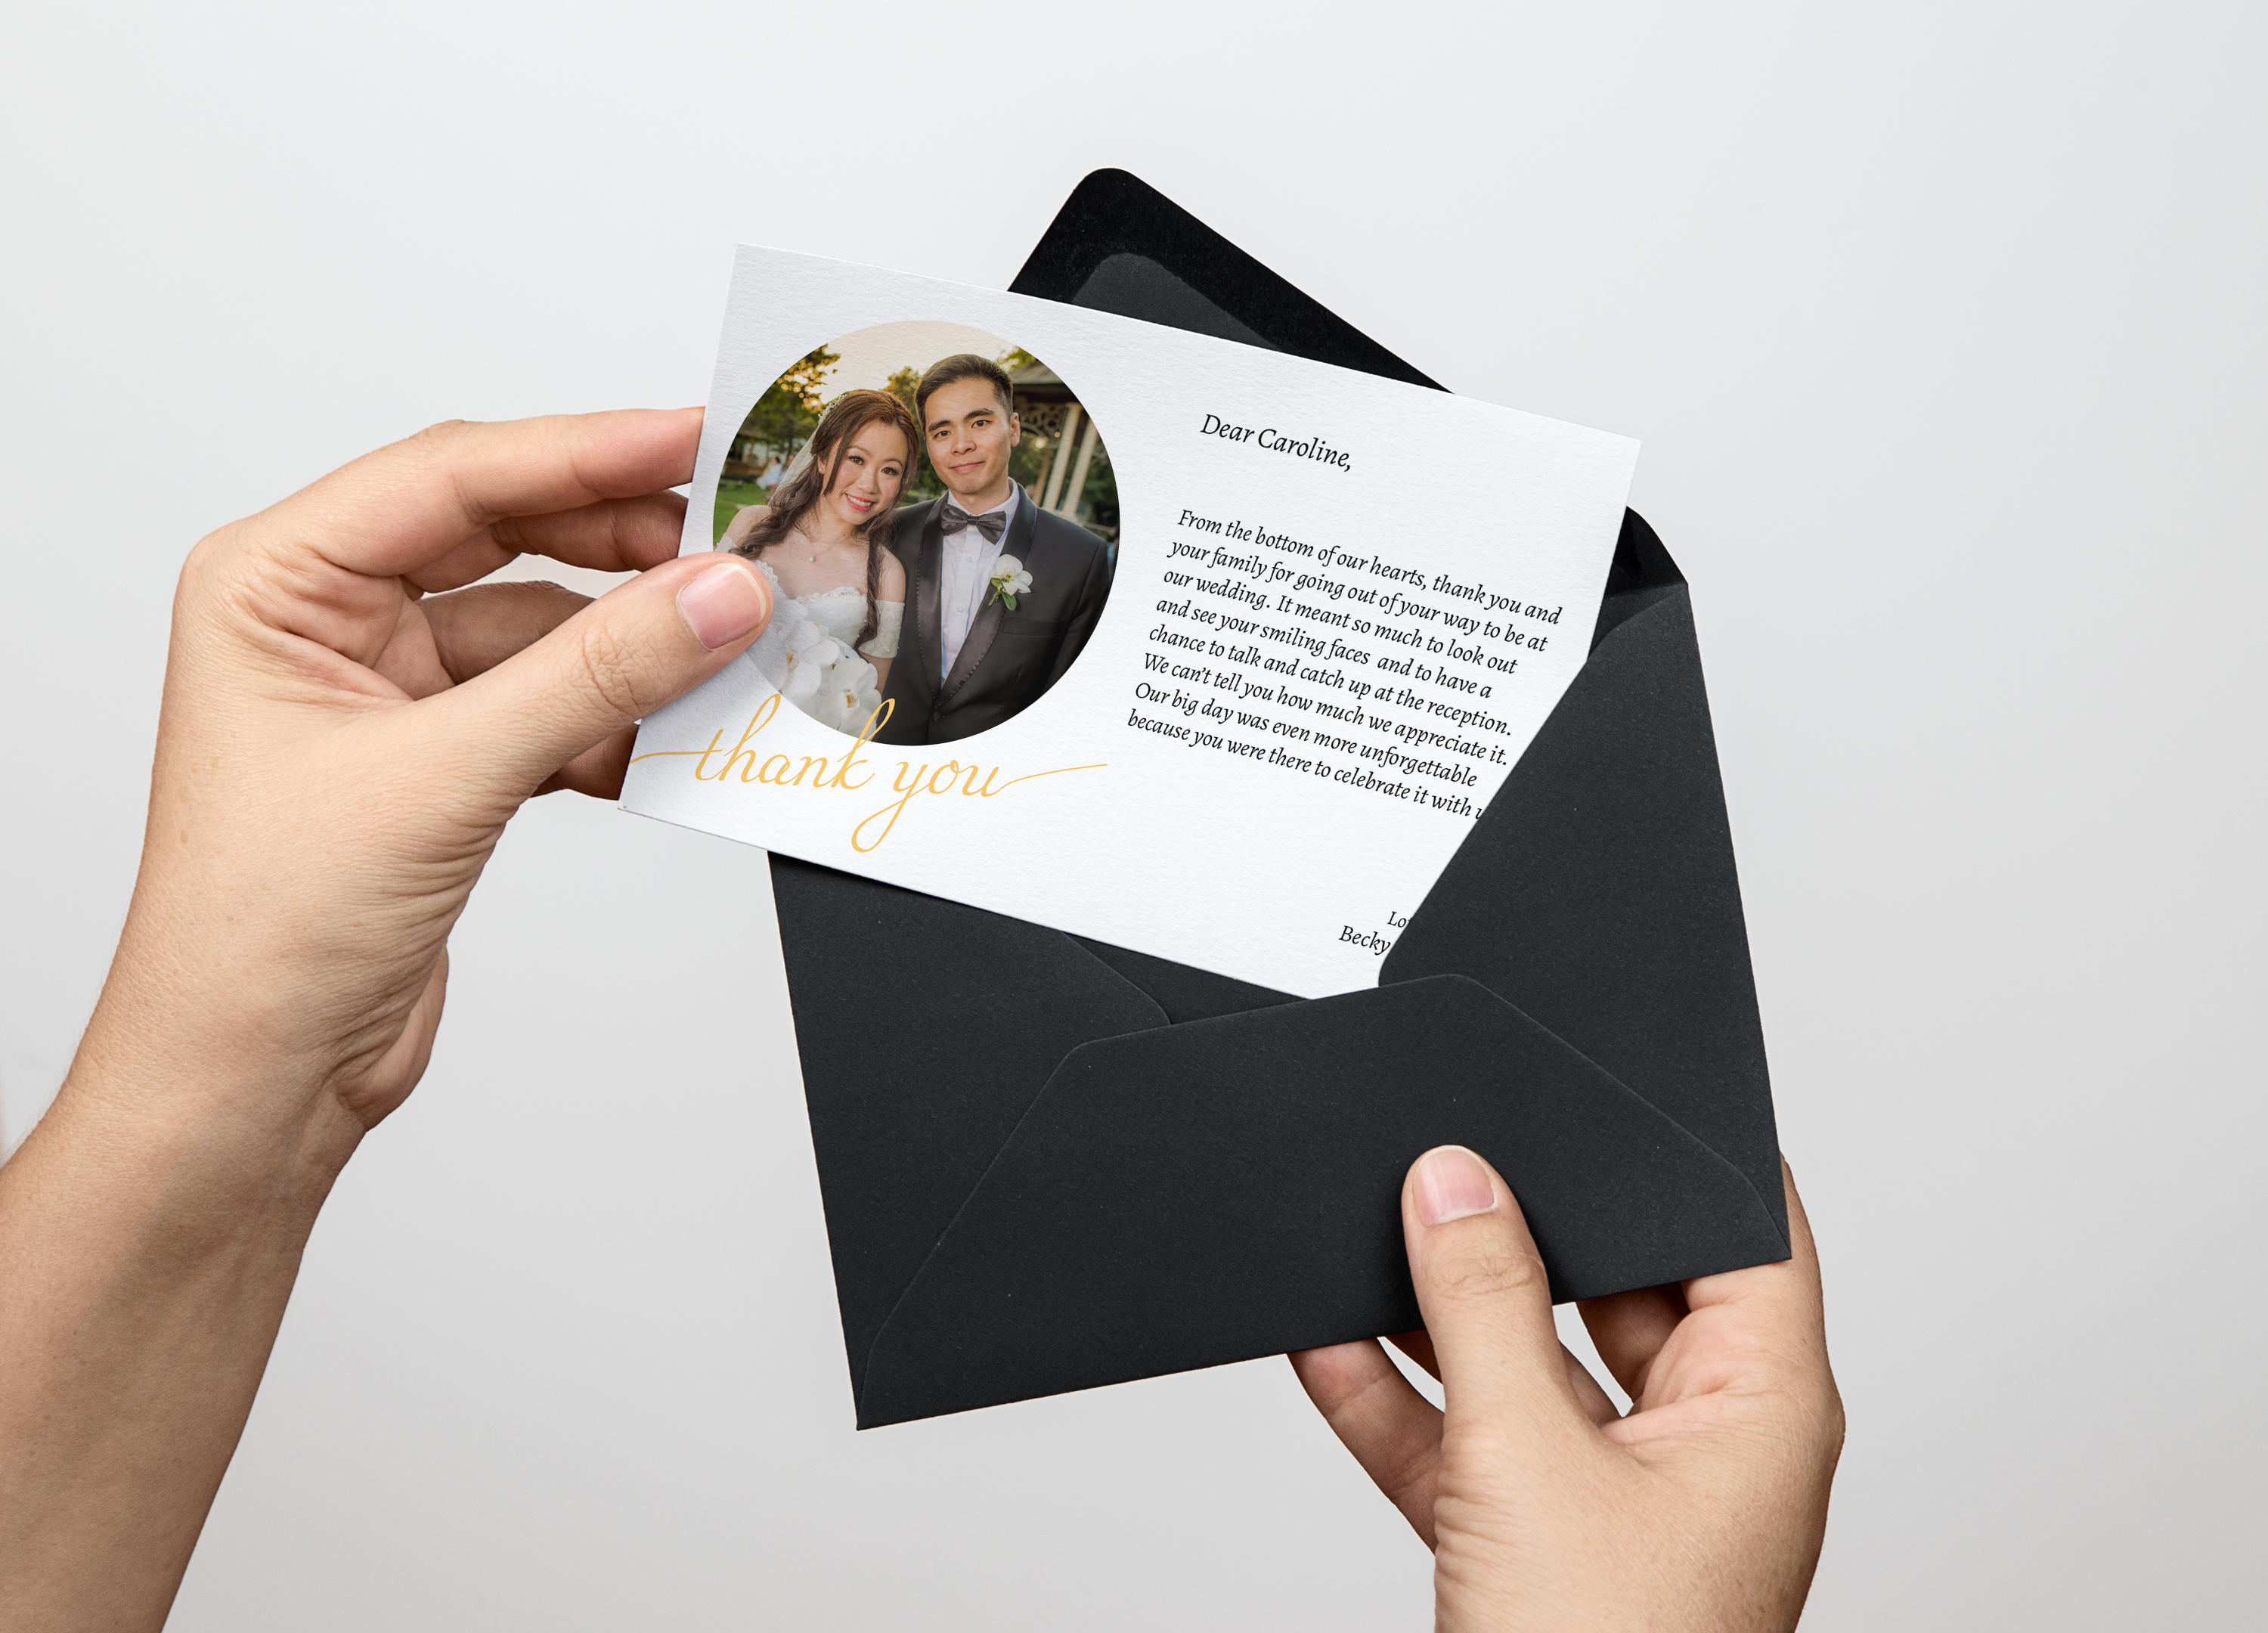 thank you
Dear Caroline,
From the bottom of our hearts, thank you and
your family for going out of your way to be at
our wedding. It meant so much to look out
and see your smiling faces and to have a
chance to talk and catch up at the reception.
We can't tell you how much we appreciate it.
Our big day was even more unforgettable
because you were there to celebrate it with
Becky